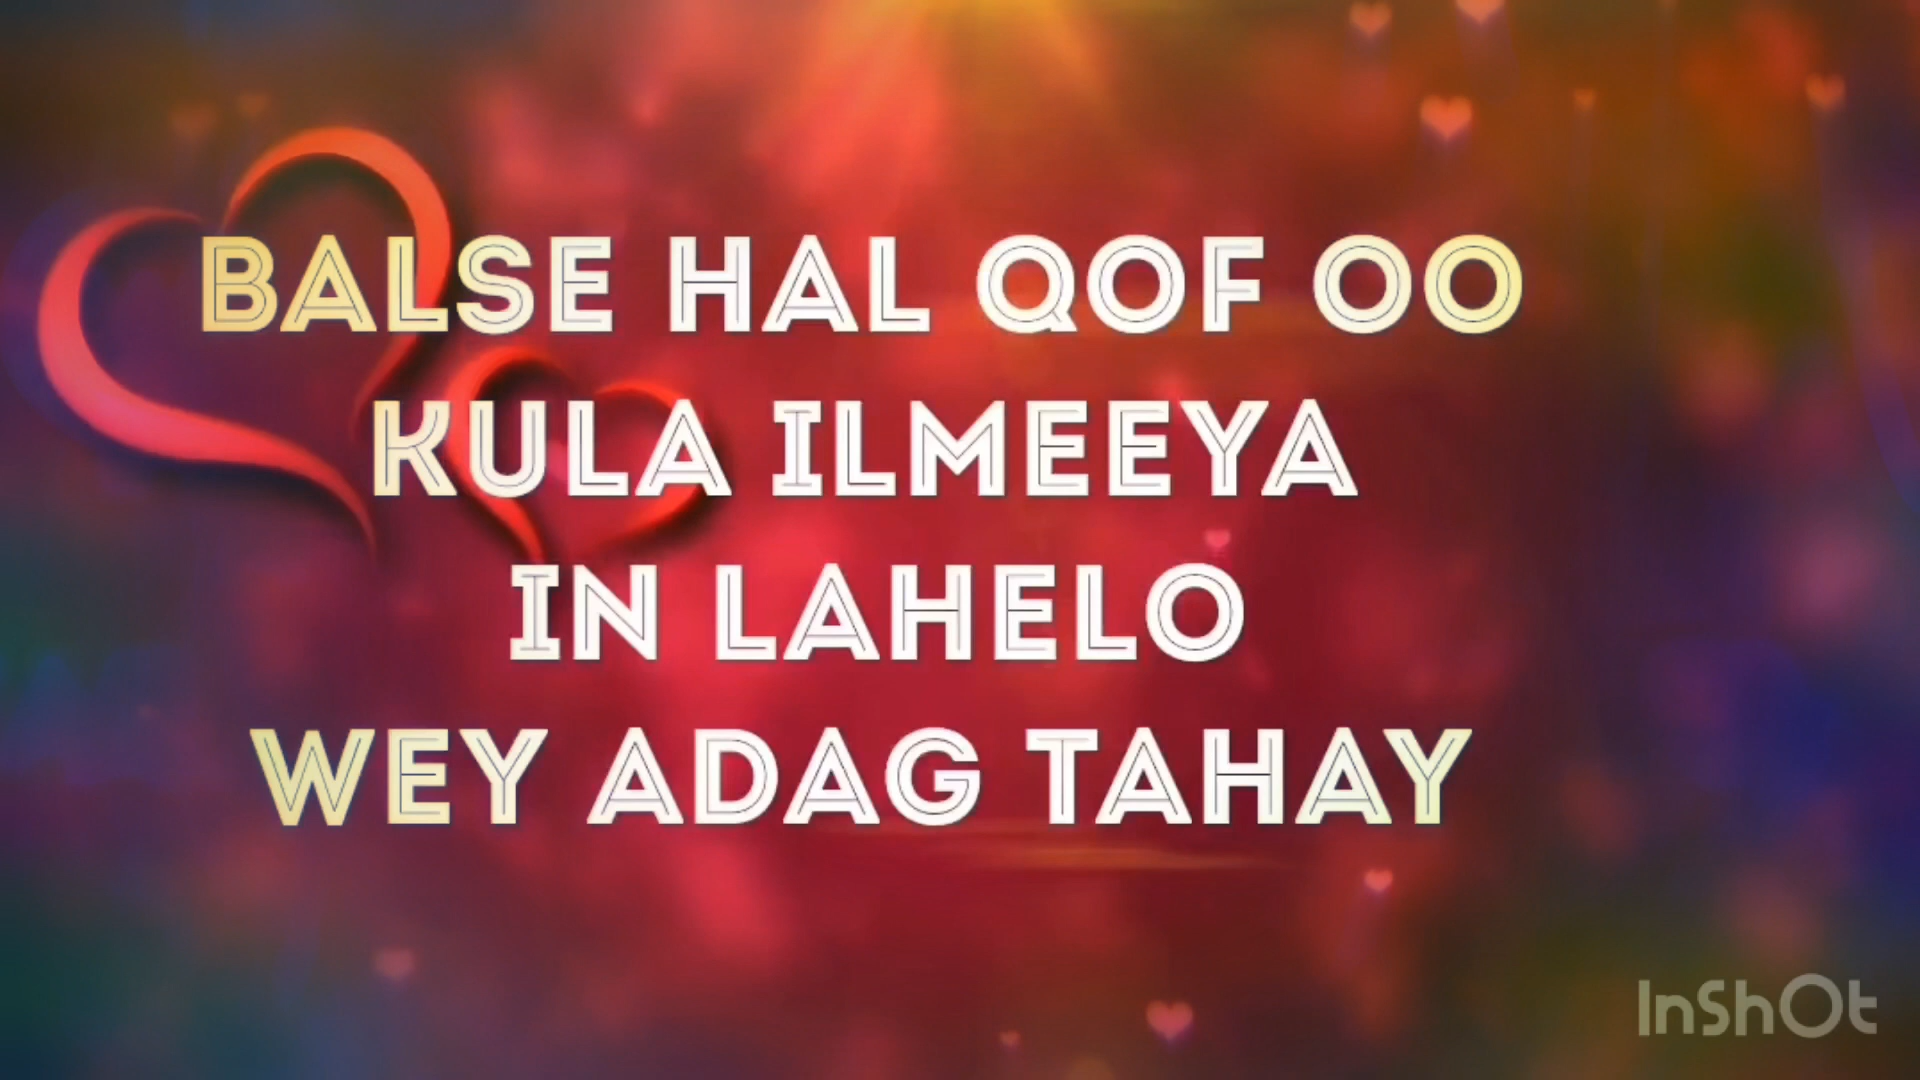 BALSE HAL QOF OO
KULA ILMEEYA
IN LAHELO
WEY ADAG TAHAY
InShOt